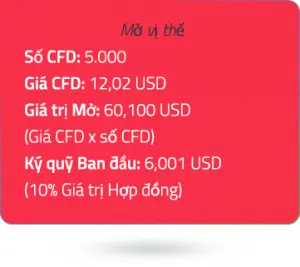 Mở vị thế
Số CFD: 5.000
Giá CFD: 12,02 USD
Giá trị Mở: 60,100 USD
(Giá CFD x số CFD)
Ký quỹ Ban đầu: 6,001 USD
(10% Giá trị Hợp đồng)